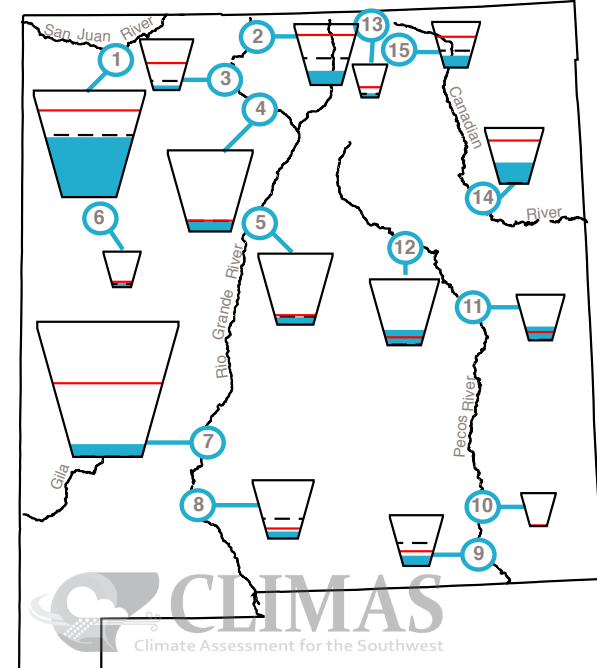 San Juan River
1
2
3
4
13
15
Canadian
14
River
6
5
12
11
Rio Grande River
Pecos River
7
Gila
8
10
9
CLIMAS
Climate Assessment for the Southwest